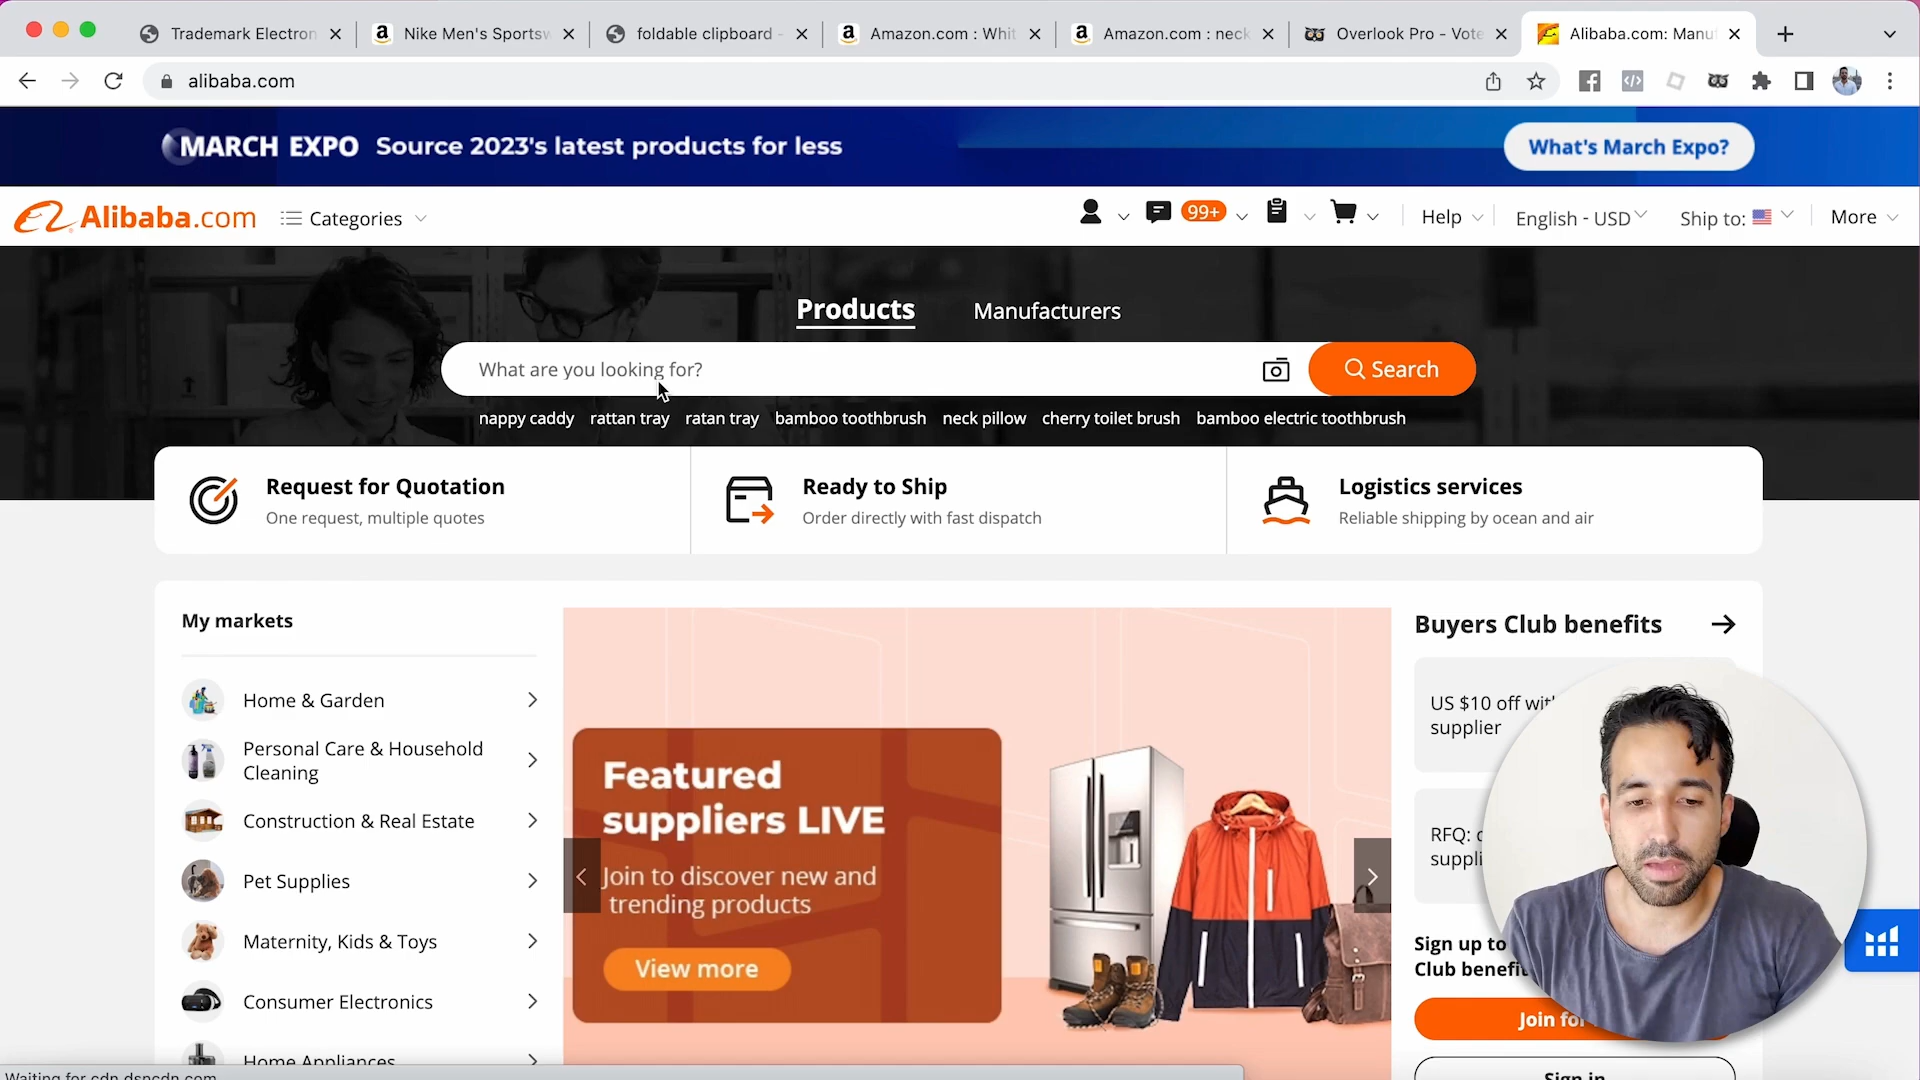 Trademark Electron
Nike Men's Sportsw
foldable clipboard -
Amazon.com : Whit
Amazon.com : neck
Overlook Pro - Vote
Alibaba.com: Manu
alibaba.com
MARCH EXPO Source 2023's latest products for less
What's March Expo?
Alibaba.com
Categories
99+
Help
English - USD
Ship to:
More
Products
Manufacturers
What are you looking for?
Search
nappy caddy rattan tray ratan tray bamboo toothbrush neck pillow cherry toilet brush bamboo electric toothbrush
Request for Quotation
One request, multiple quotes
Ready to Ship
Order directly with fast dispatch
Logistics services
Reliable shipping by ocean and air
My markets
Home & Garden
Personal Care & Household
Cleaning
Construction & Real Estate
Pet Supplies
Maternity, Kids & Toys
Consumer Electronics
Home Appliances
Featured
suppliers LIVE
Join to discover new and
trending products
View more
Buyers Club benefits
US $10 off with
supplier
RFQ:
suppli
Sign up to
Club benefit
Join for
Sign in
Waiting for cdn.dsncdn.com